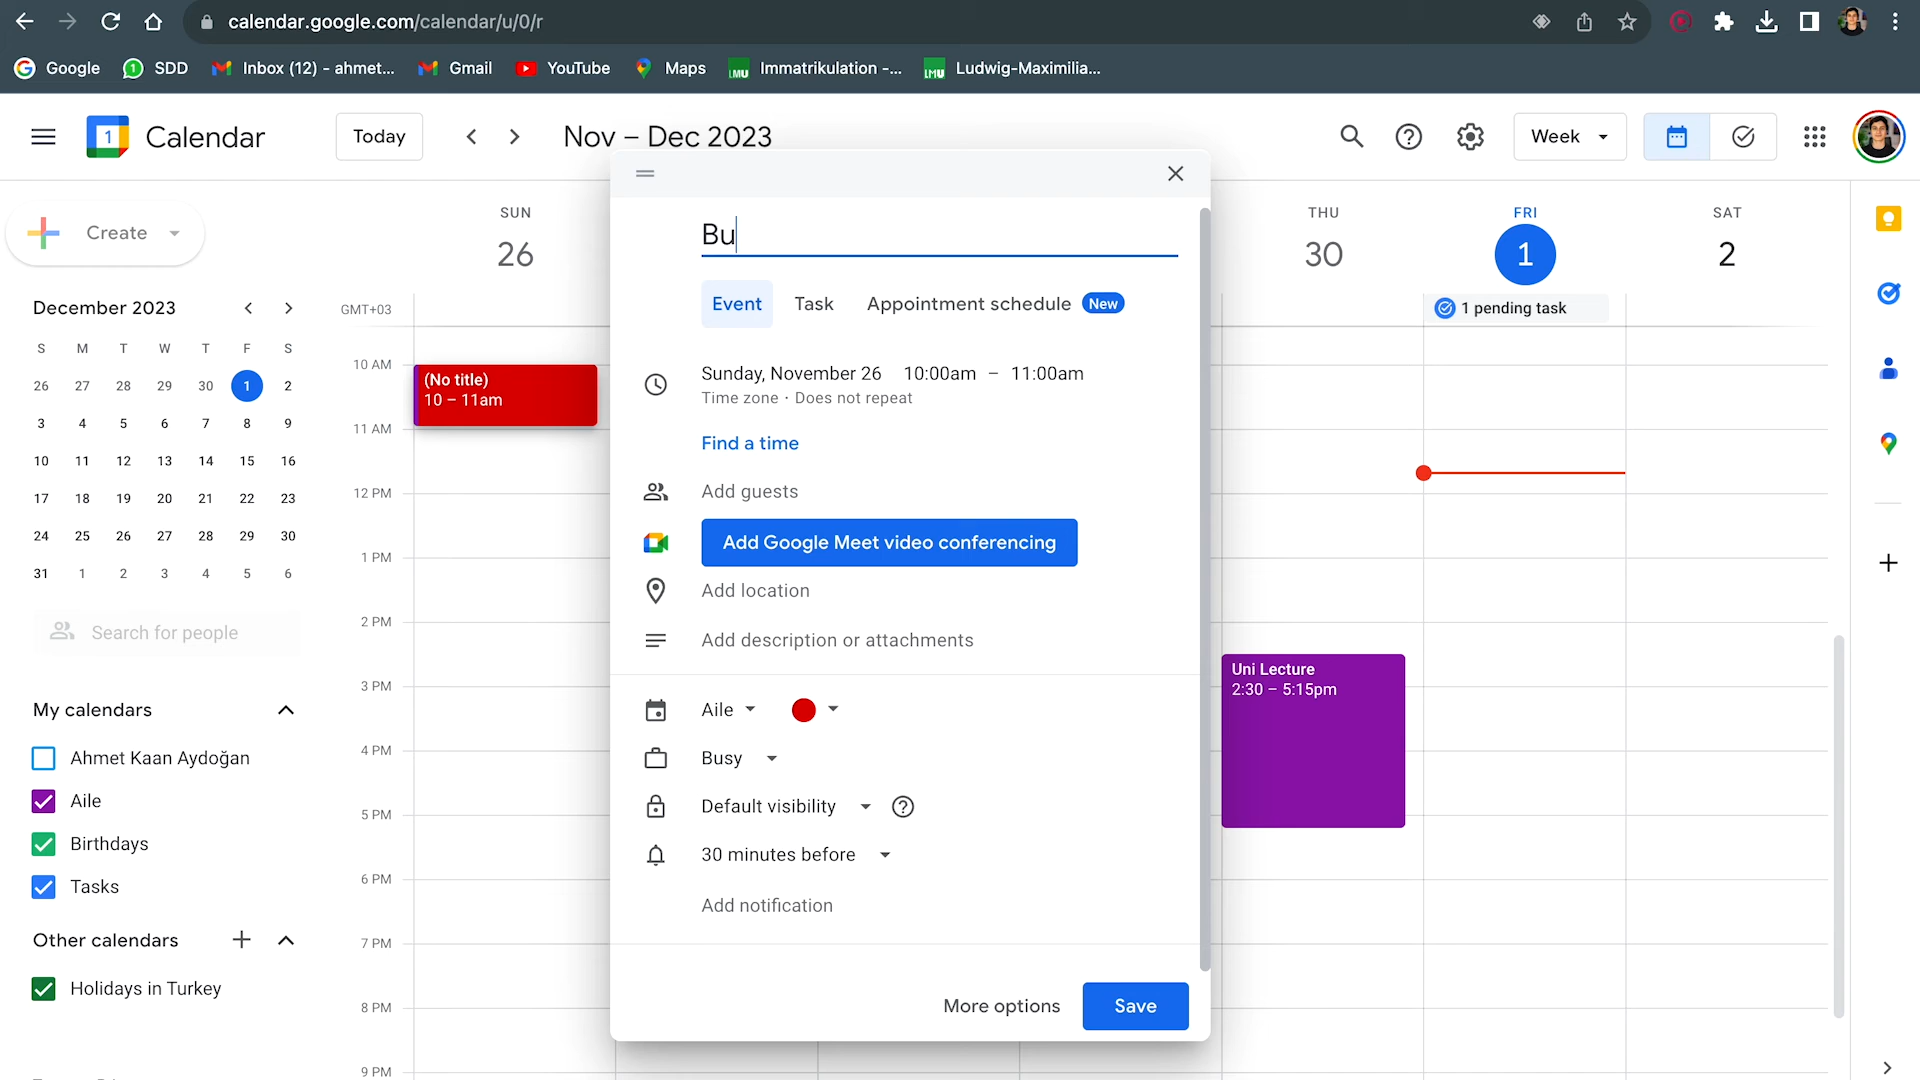 calendar.google.com/calendar/u/0/r
Google
SDD
Inbox (12) - ahmet...
Gmail
YouTube
Maps
LMU
Immatrikulation -...
LMU
Ludwig-Maximilia...
1
Calendar
Today
Nov – Dec 2023
Week
Create
SUN
26
THU
30
FRI
1
SAT
2
GMT+03
1 pending task
December 2023
S M T W T F S
26 27 28 29 30 1 2
3 4 5 6 7 8 9
10 11 12 13 14 15 16
17 18 19 20 21 22 23
24 25 26 27 28 29 30
31 1 2 3 4 5 6
Search for people
My calendars
Ahmet Kaan Aydoğan
Aile
Birthdays
Tasks
Other calendars
Holidays in Turkey
10 AM
11 AM
12 PM
1 PM
2 PM
3 PM
4 PM
5 PM
6 PM
7 PM
8 PM
9 PM
(No title)
10 – 11am
Bu
Event
Task
Appointment schedule
New
Sunday, November 26 10:00am – 11:00am
Time zone · Does not repeat
Find a time
Add guests
Add Google Meet video conferencing
Add location
Add description or attachments
Aile
Busy
Default visibility
30 minutes before
Add notification
More options
Save
Uni Lecture
2:30 – 5:15pm